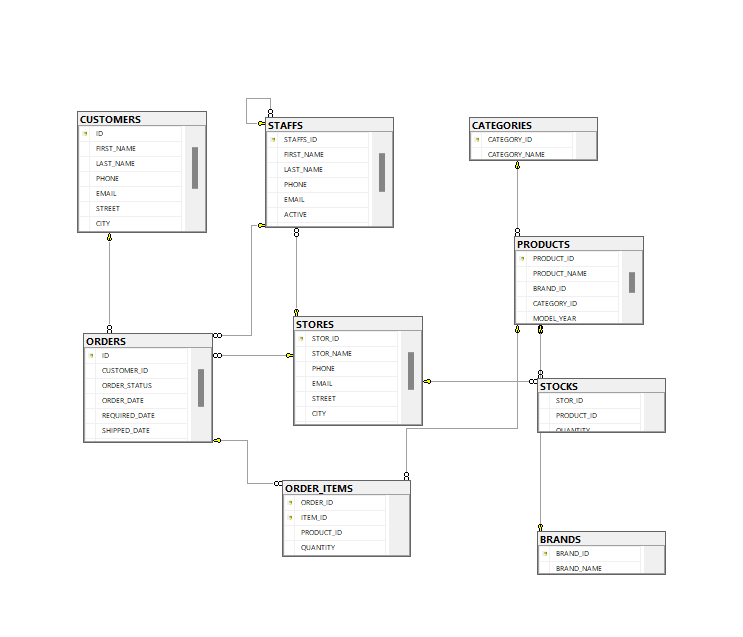 CUSTOMERS
ID
FIRST_NAME
LAST_NAME
PHONE
EMAIL
STREET
CITY
STAFFS
STAFFS_ID
FIRST_NAME
LAST_NAME
PHONE
EMAIL
ACTIVE
CATEGORIES
CATEGORY_ID
CATEGORY_NAME
PRODUCTS
PRODUCT_ID
PRODUCT_NAME
BRAND_ID
CATEGORY_ID
MODEL_YEAR
ORDERS
ID
CUSTOMER_ID
ORDER_STATUS
ORDER_DATE
REQUIRED_DATE
SHIPPED_DATE
STORES
STOR_ID
STOR_NAME
PHONE
EMAIL
STREET
CITY
STOCKS
STOR_ID
PRODUCT_ID
QUANTITY
ORDER_ITEMS
ORDER_ID
ITEM_ID
PRODUCT_ID
QUANTITY
BRANDS
BRAND_ID
BRAND_NAME